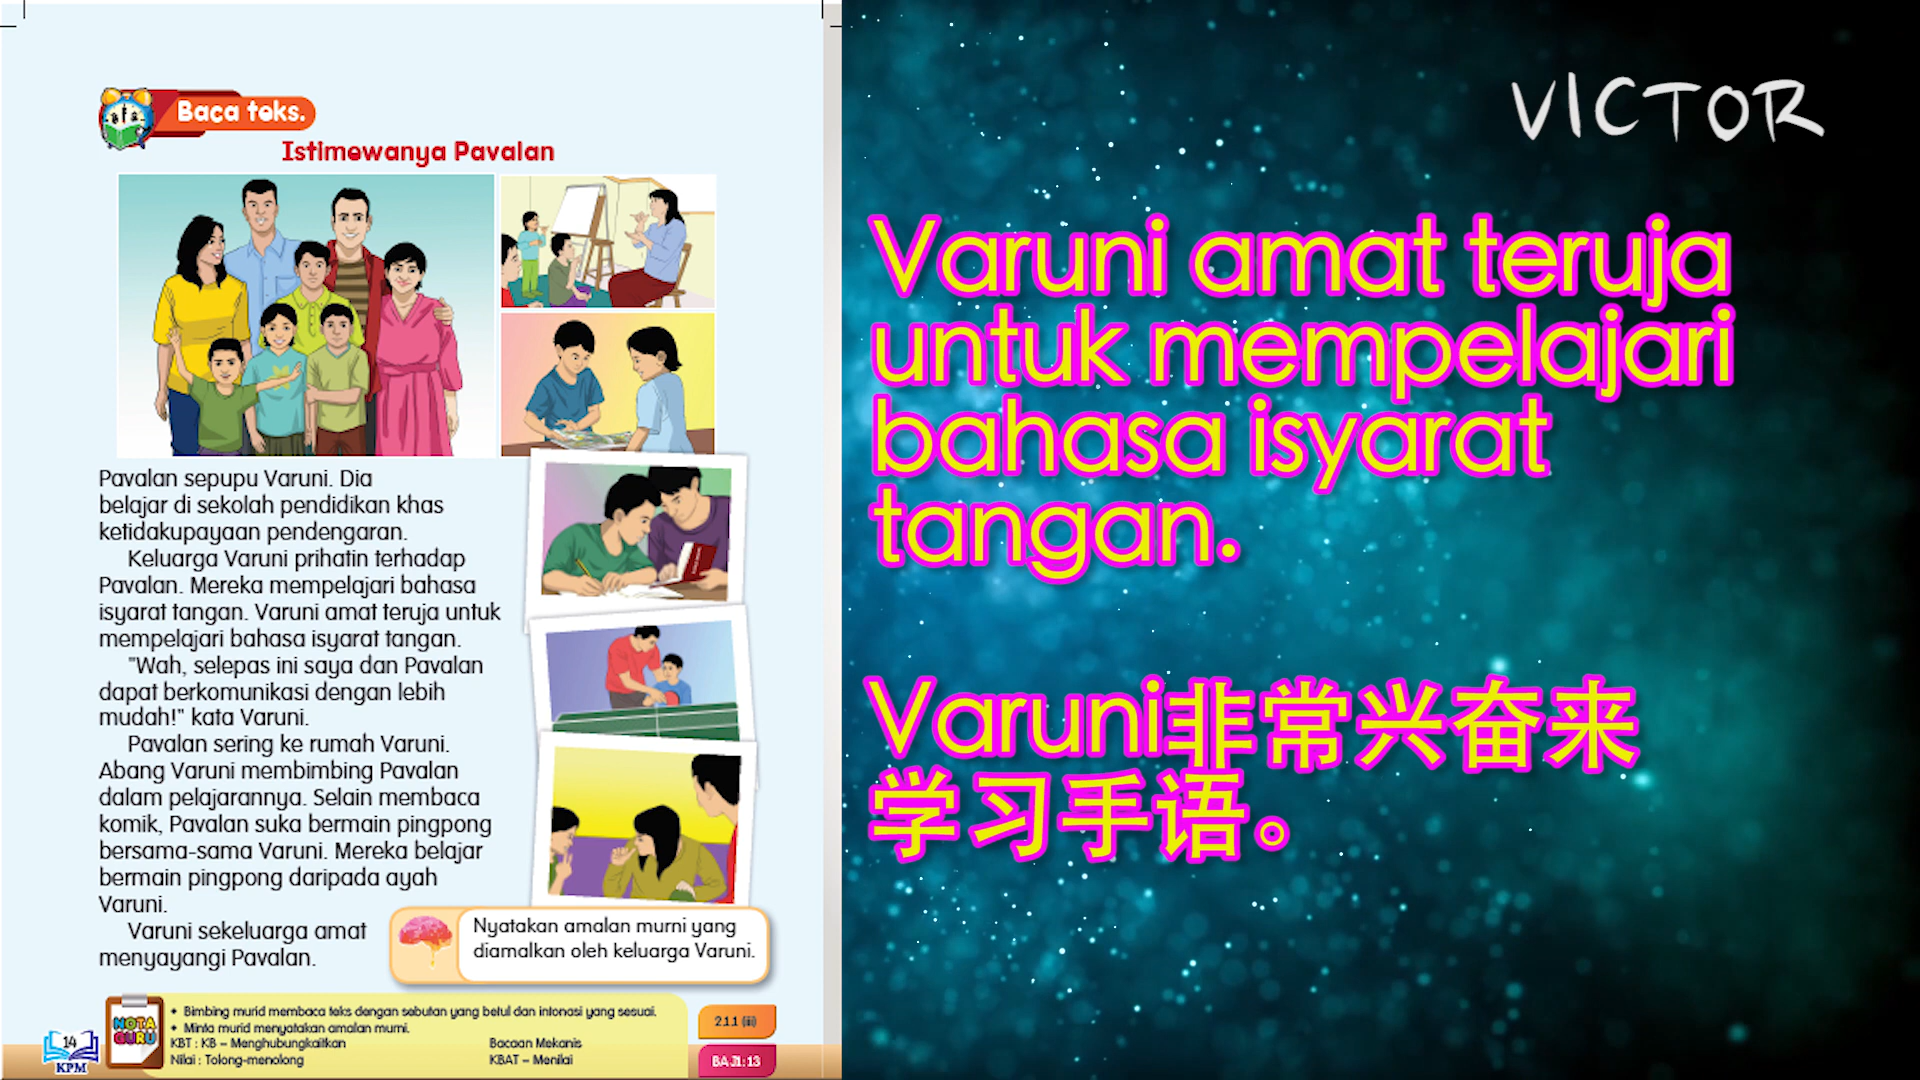 Baca teks.
Istimewanya Pavalan
Pavalan sepupu Varuni. Dia
belajar di sekolah pendidikan khas
ketidakupayaan pendengaran.
Keluarga Varuni prihatin terhadap
Pavalan. Mereka mempelajari bahasa
isyarat tangan. Varuni amat teruja untuk
mempelajari bahasa isyarat tangan.
"Wah, selepas ini saya dan Pavalan
dapat berkomunikasi dengan lebih
mudah!" kata Varuni.
Pavalan sering ke rumah Varuni.
Abang Varuni membimbing Pavalan
dalam pelajarannya. Selain membaca
komik, Pavalan suka bermain pingpong
bersama-sama Varuni. Mereka belajar
bermain pingpong daripada ayah
Varuni.
Varuni sekeluarga amat
menyayangi Pavalan.
Nyatakan amalan murni yang
diamalkan oleh keluarga Varuni.
NOTA
GURU
• Bimbing murid membaca teks dengan sebutan yang betul dan intonasi yang sesuai.
• Minta murid menyatakan amalan murni.
KBT : KB – Menghubungkaitkan
Bacaan Mekanis
Nilai : Tolong-menolong
KBAT – Menilai
2.1.1 (iii)
BAJ1:13
14
KPM
VICTOR
Varuni amat teruja
untuk mempelajari
bahasa isyarat
tangan.
Varuni非常兴奋来
学习手语。